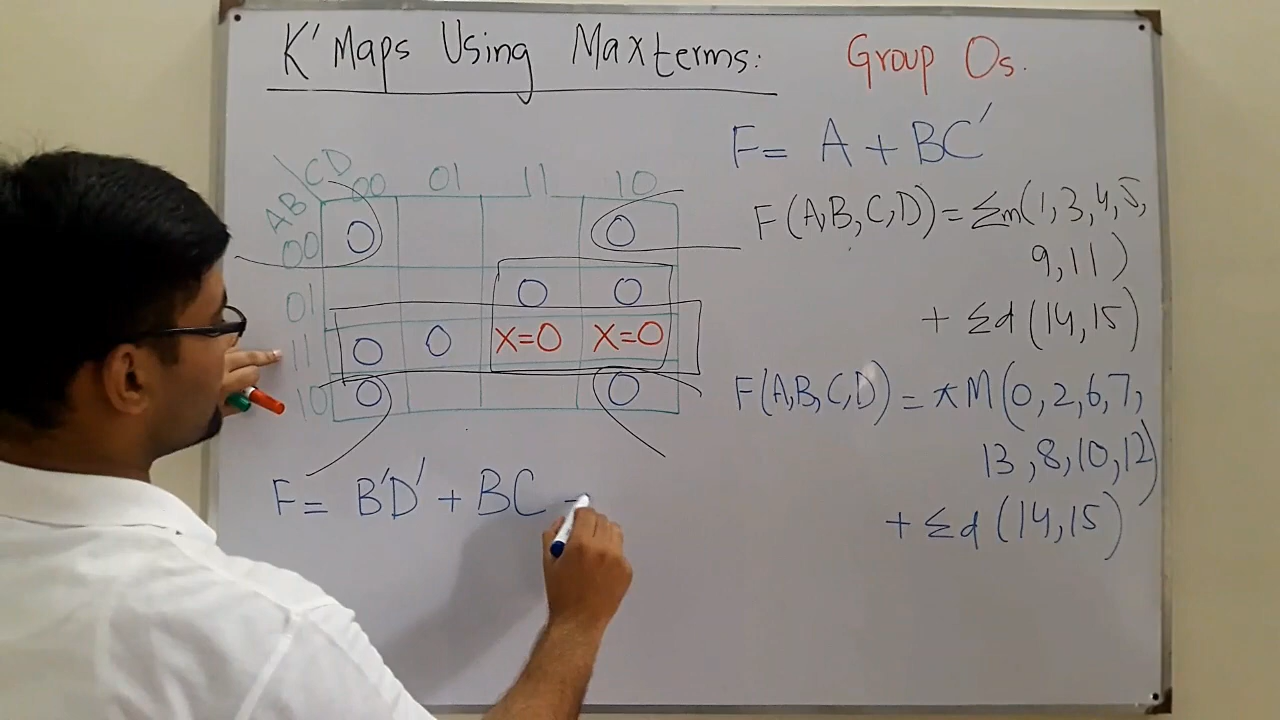 K' Maps Using Maxterms: Group Os.
F = A + BC'
F(A,B,C,D) = Σm(1,3,4,5,
9,11)
+ Σd(14,15)
F(A,B,C,D) = πM(0,2,6,7,
13,8,10,12)
+ Σd(14,15)
AB CD
00 01 11 10
00 0 0
01 0 0
11 0 0 X=0 X=0
10 0 0
F = B'D' + BC -